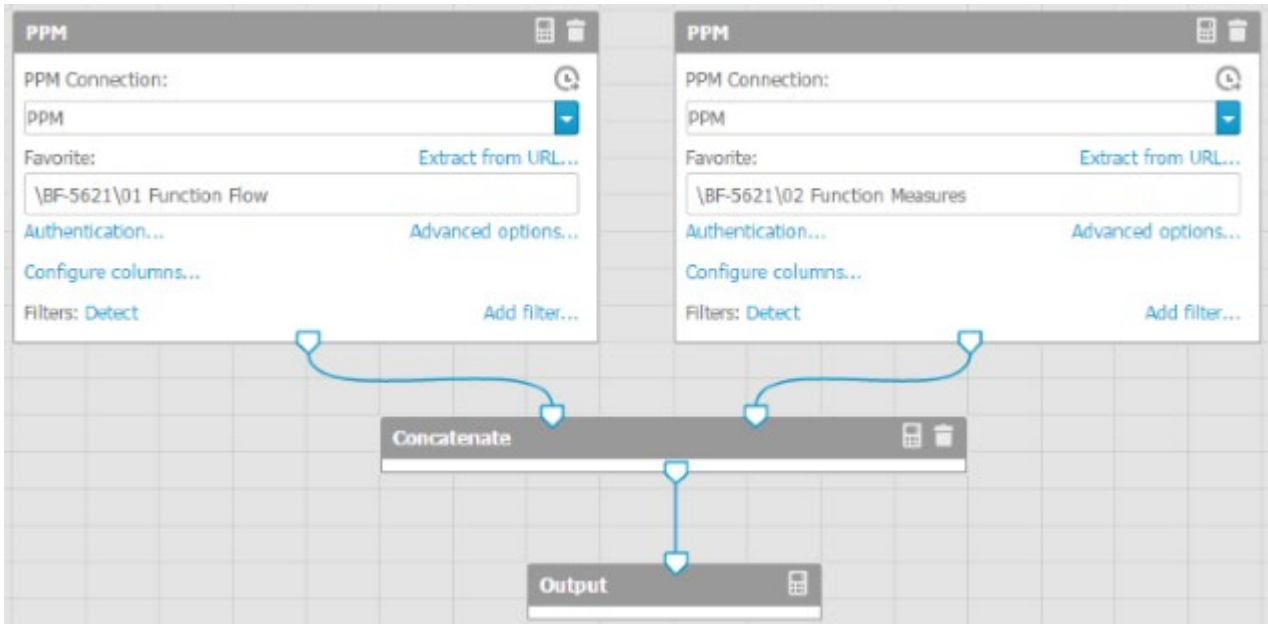 PPM
PPM Connection:
PPM
Favorite: Extract from URL...
\BF-5621\01 Function Flow
Authentication... Advanced options...
Configure columns...
Filters: Detect Add filter...
PPM
PPM Connection:
PPM
Favorite: Extract from URL...
\BF-5621\02 Function Measures
Authentication... Advanced options...
Configure columns...
Filters: Detect Add filter...
Concatenate
Output